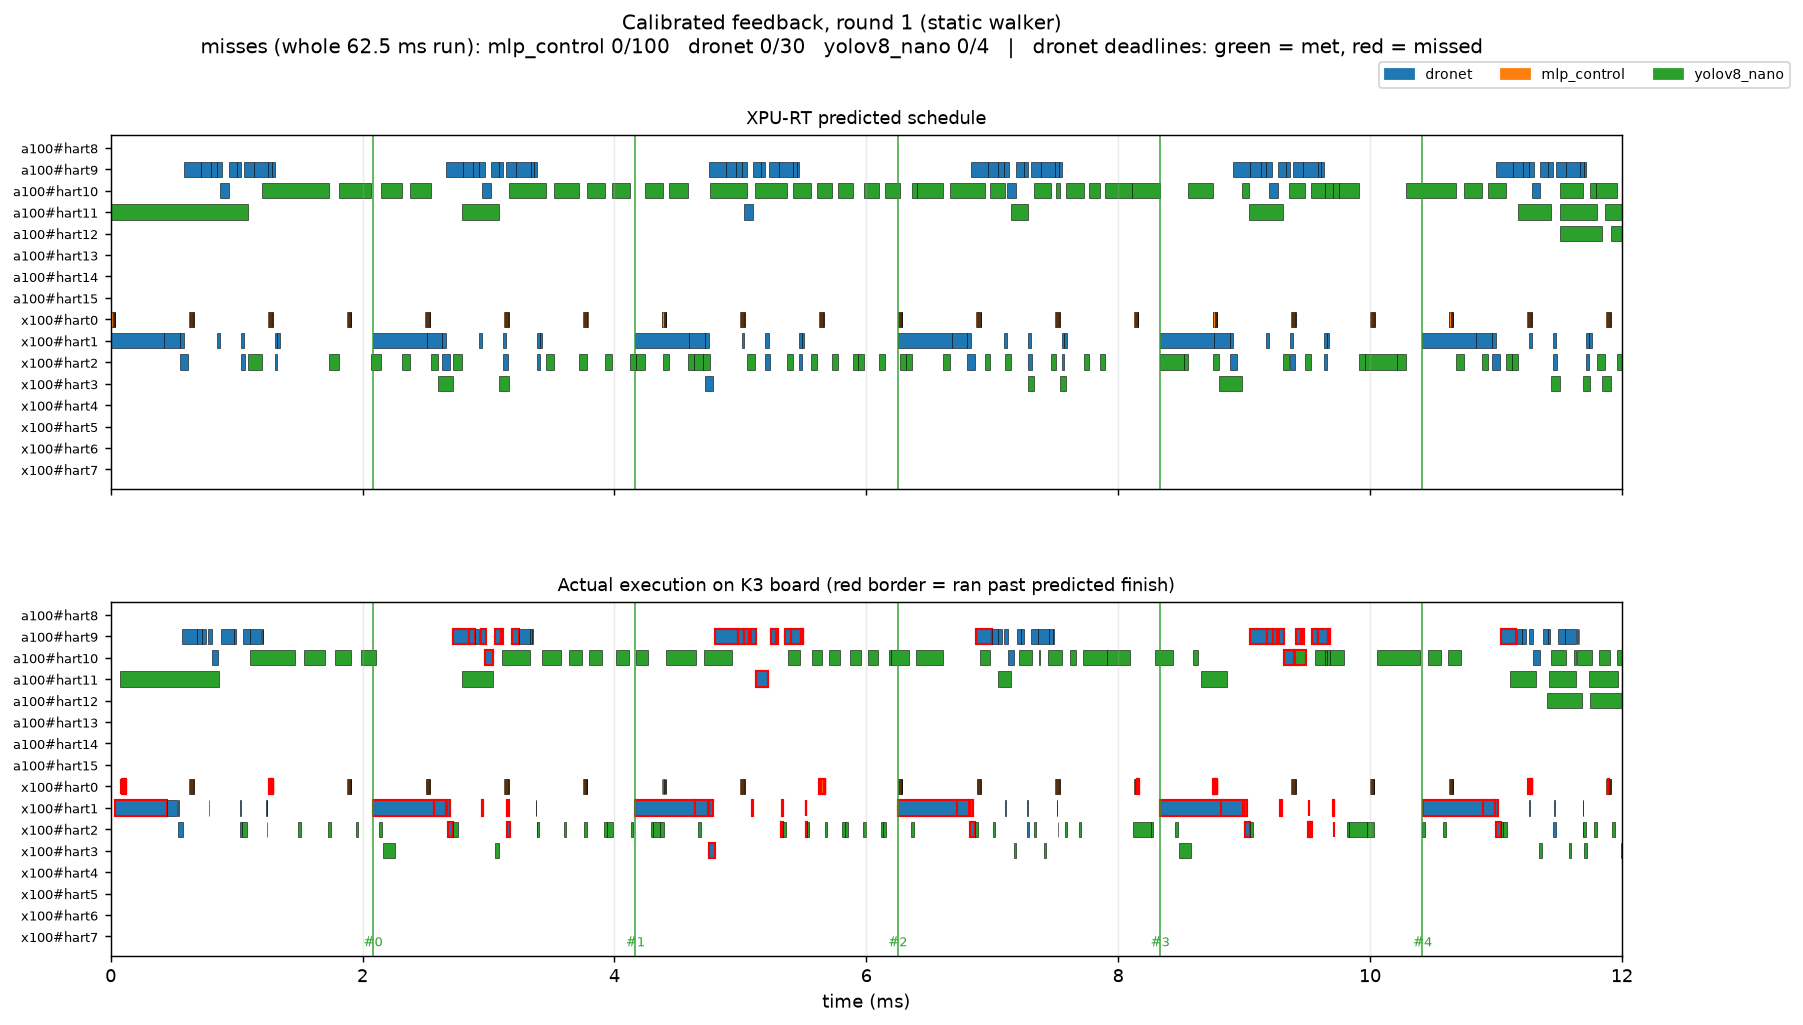 Calibrated feedback, round 1 (static walker)
misses (whole 62.5 ms run): mlp_control 0/100   dronet 0/30   yolov8_nano 0/4   |   dronet deadlines: green = met, red = missed
dronet   mlp_control   yolov8_nano
XPU-RT predicted schedule
a100#hart8
a100#hart9
a100#hart10
a100#hart11
a100#hart12
a100#hart13
a100#hart14
a100#hart15
x100#hart0
x100#hart1
x100#hart2
x100#hart3
x100#hart4
x100#hart5
x100#hart6
x100#hart7
Actual execution on K3 board (red border = ran past predicted finish)
a100#hart8
a100#hart9
a100#hart10
a100#hart11
a100#hart12
a100#hart13
a100#hart14
a100#hart15
x100#hart0
x100#hart1
x100#hart2
x100#hart3
x100#hart4
x100#hart5
x100#hart6
x100#hart7
#0 #1 #2 #3 #4
0 2 4 6 8 10 12
time (ms)